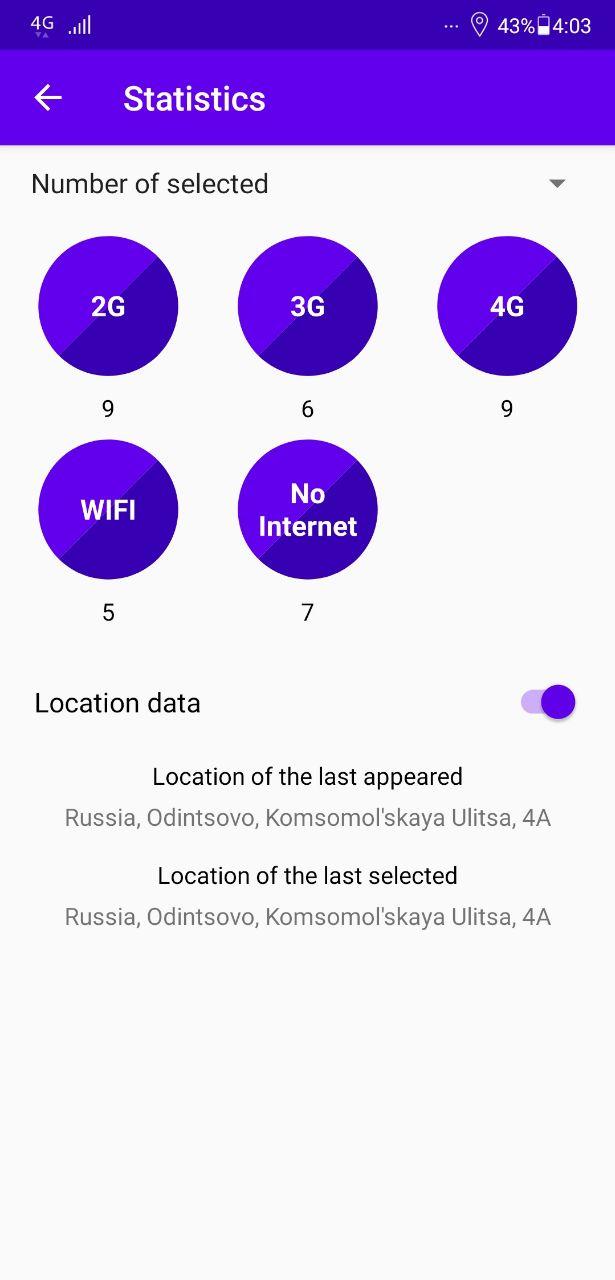 4G ... 43% 4:03
Statistics
Number of selected
2G 3G 4G
9 6 9
WIFI No
Internet
5 7
Location data
Location of the last appeared
Russia, Odintsovo, Komsomol'skaya Ulitsa, 4A
Location of the last selected
Russia, Odintsovo, Komsomol'skaya Ulitsa, 4A